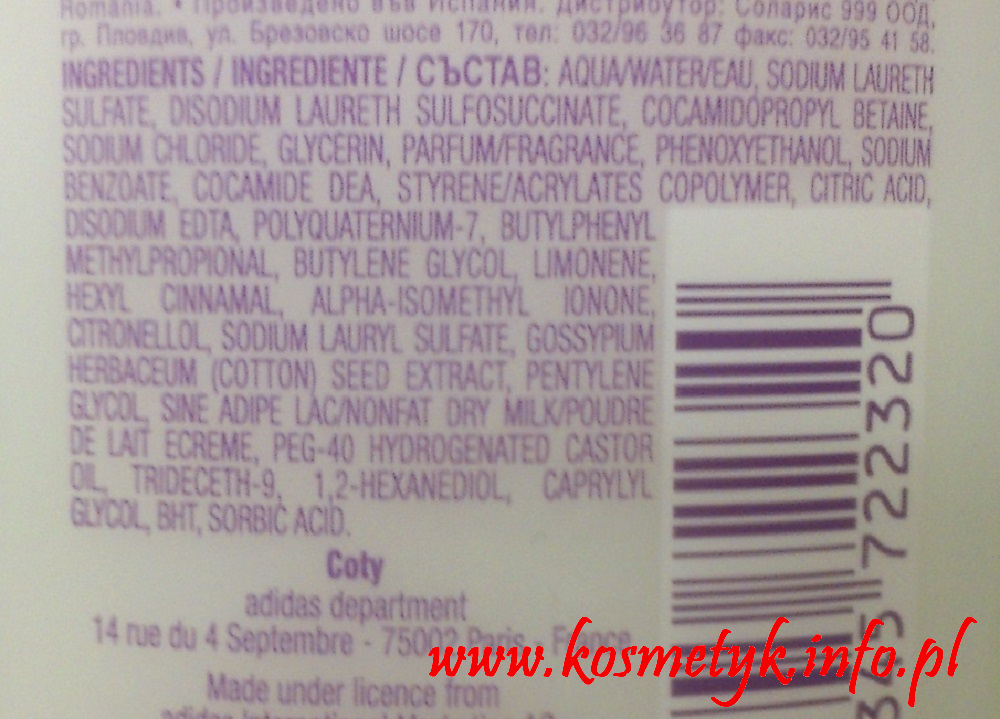 Romania. • Произведено във Испания. Дистрибутор: Соларис 999 ООД,
гр. Пловдив, ул. Брезовско шосе 170, тел: 032/96 36 87 факс: 032/95 41 58.
INGREDIENTS / INGREDIENTE / СЪСТАВ: AQUA/WATER/EAU, SODIUM LAURETH
SULFATE, DISODIUM LAURETH SULFOSUCCINATE, COCAMIDOPROPYL BETAINE,
SODIUM CHLORIDE, GLYCERIN, PARFUM/FRAGRANCE, PHENOXYETHANOL, SODIUM
BENZOATE, COCAMIDE DEA, STYRENE/ACRYLATES COPOLYMER, CITRIC ACID,
DISODIUM EDTA, POLYQUATERNIUM-7, BUTYLPHENYL
METHYLPROPIONAL, BUTYLENE GLYCOL, LIMONENE,
HEXYL CINNAMAL, ALPHA-ISOMETHYL IONONE,
CITRONELLOL, SODIUM LAURYL SULFATE, GOSSYPIUM
HERBACEUM (COTTON) SEED EXTRACT, PENTYLENE
GLYCOL, SINE ADIPE LAC/NONFAT DRY MILK/POUDRE
DE LAIT ECREME, PEG-40 HYDROGENATED CASTOR
OIL, TRIDECETH-9, 1,2-HEXANEDIOL, CAPRYLYL
GLYCOL, BHT, SORBIC ACID.
Coty
adidas department
14 rue du 4 Septembre - 75002 Paris - France
Made under licence from
adidas International
722320
www.kosmetyk.info.pl